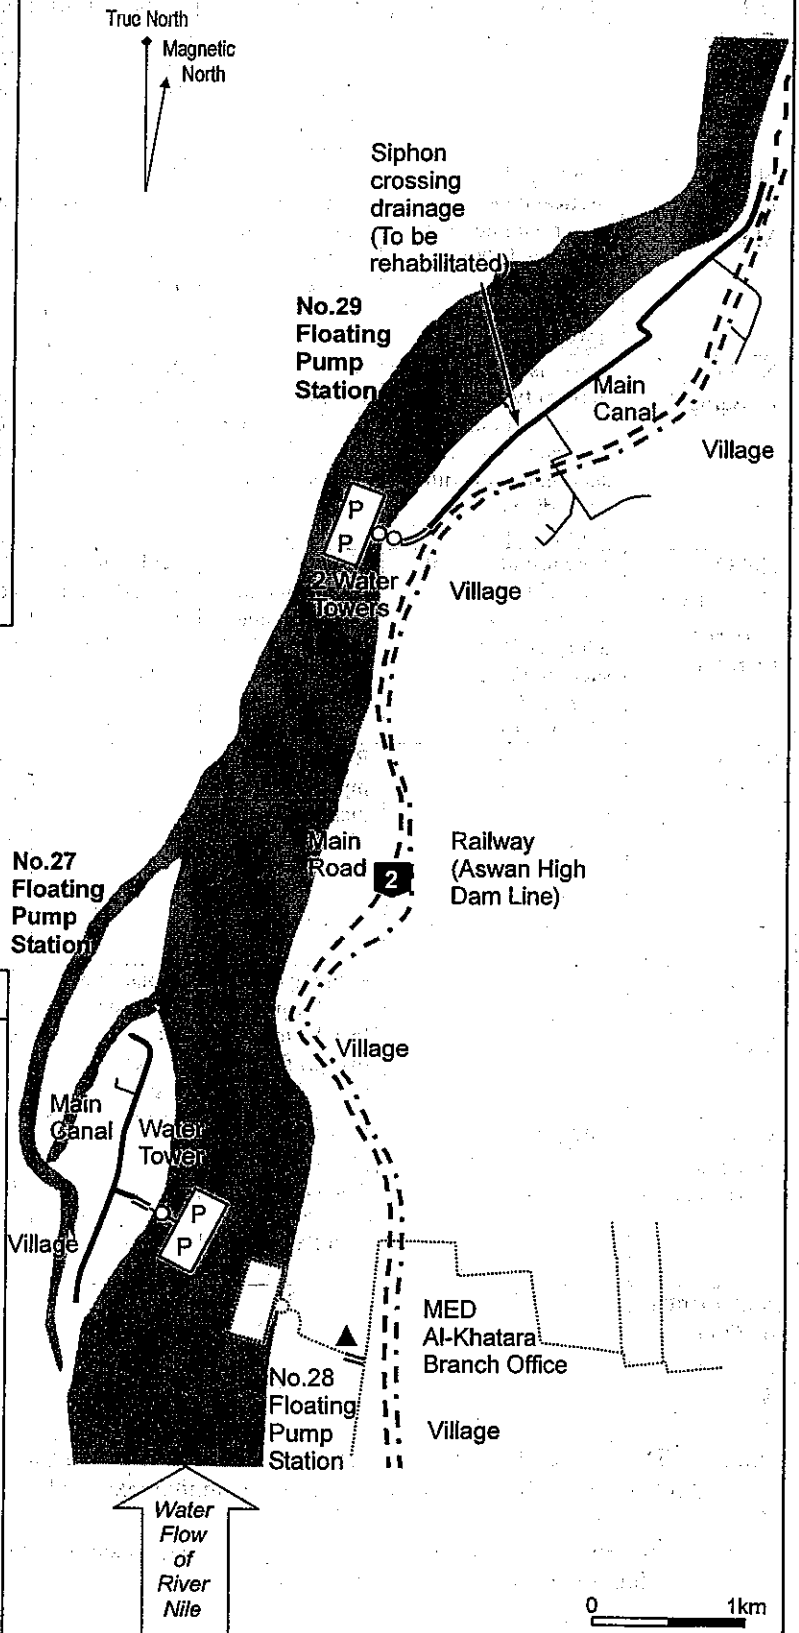 True North
Magnetic
North
Siphon
crossing
drainage
(To be
rehabilitated)
No.29
Floating
Pump
Station
Main
Canal
Village
P
P
2 Water
Towers
Village
Main
Road
2
Railway
(Aswan High
Dam Line)
No.27
Floating
Pump
Station
Village
Main
Canal
Water
Tower
P
P
Village
MED
Al-Khatara
Branch Office
No.28
Floating
Pump
Station
Village
Water
Flow
of
River
Nile
0 1km